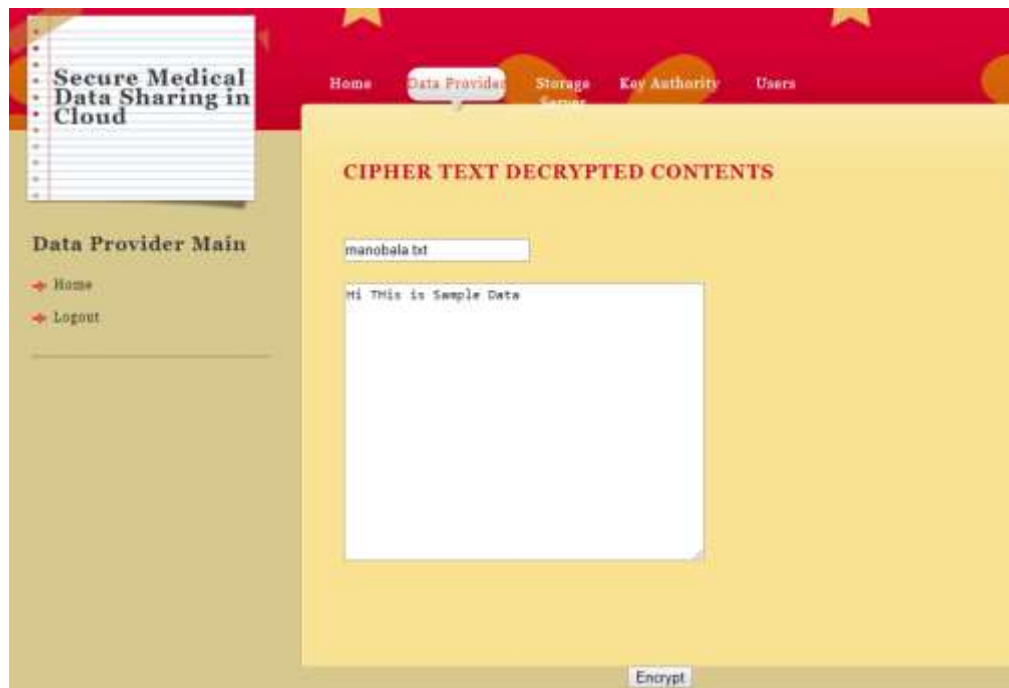 Secure Medical
Data Sharing in
Cloud
Home
Data Provider
Storage
Server
Key Authority
Users
CIPHER TEXT DECRYPTED CONTENTS
Data Provider Main
Home
Logout
manobala.txt
Hi THis is Sample Data
Encrypt